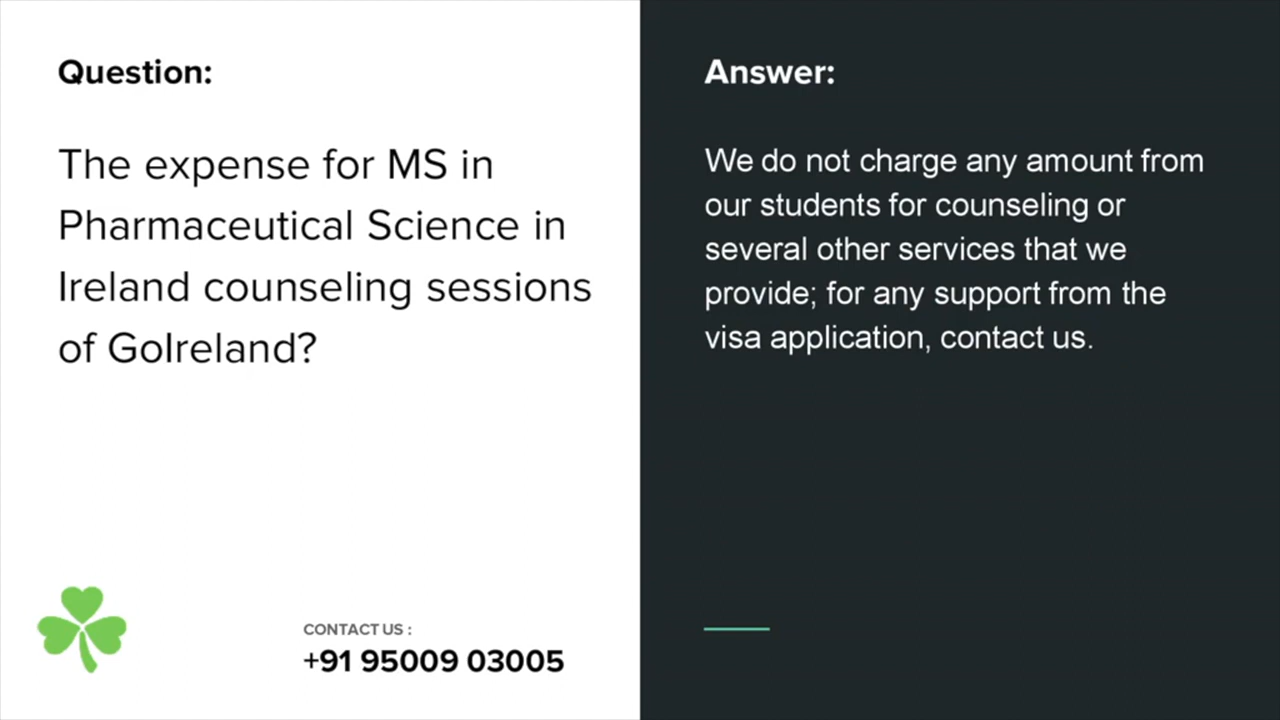 Question:
The expense for MS in
Pharmaceutical Science in
Ireland counseling sessions
of GoIreland?
CONTACT US :
+91 95009 03005
Answer:
We do not charge any amount from
our students for counseling or
several other services that we
provide; for any support from the
visa application, contact us.